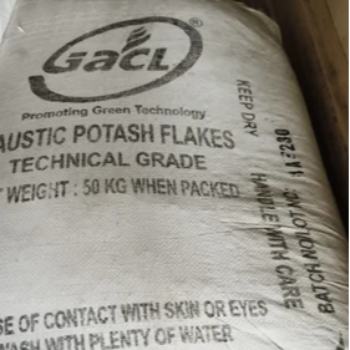 GACL®
Promoting Green Technology
AUSTIC POTASH FLAKES
TECHNICAL GRADE
WEIGHT : 50 KG WHEN PACKED
SE OF CONTACT WITH SKIN OR EYES
WASH WITH PLENTY OF WATER
KEEP DRY
HANDLE WITH CARE
BATCH NO/LOT NO: